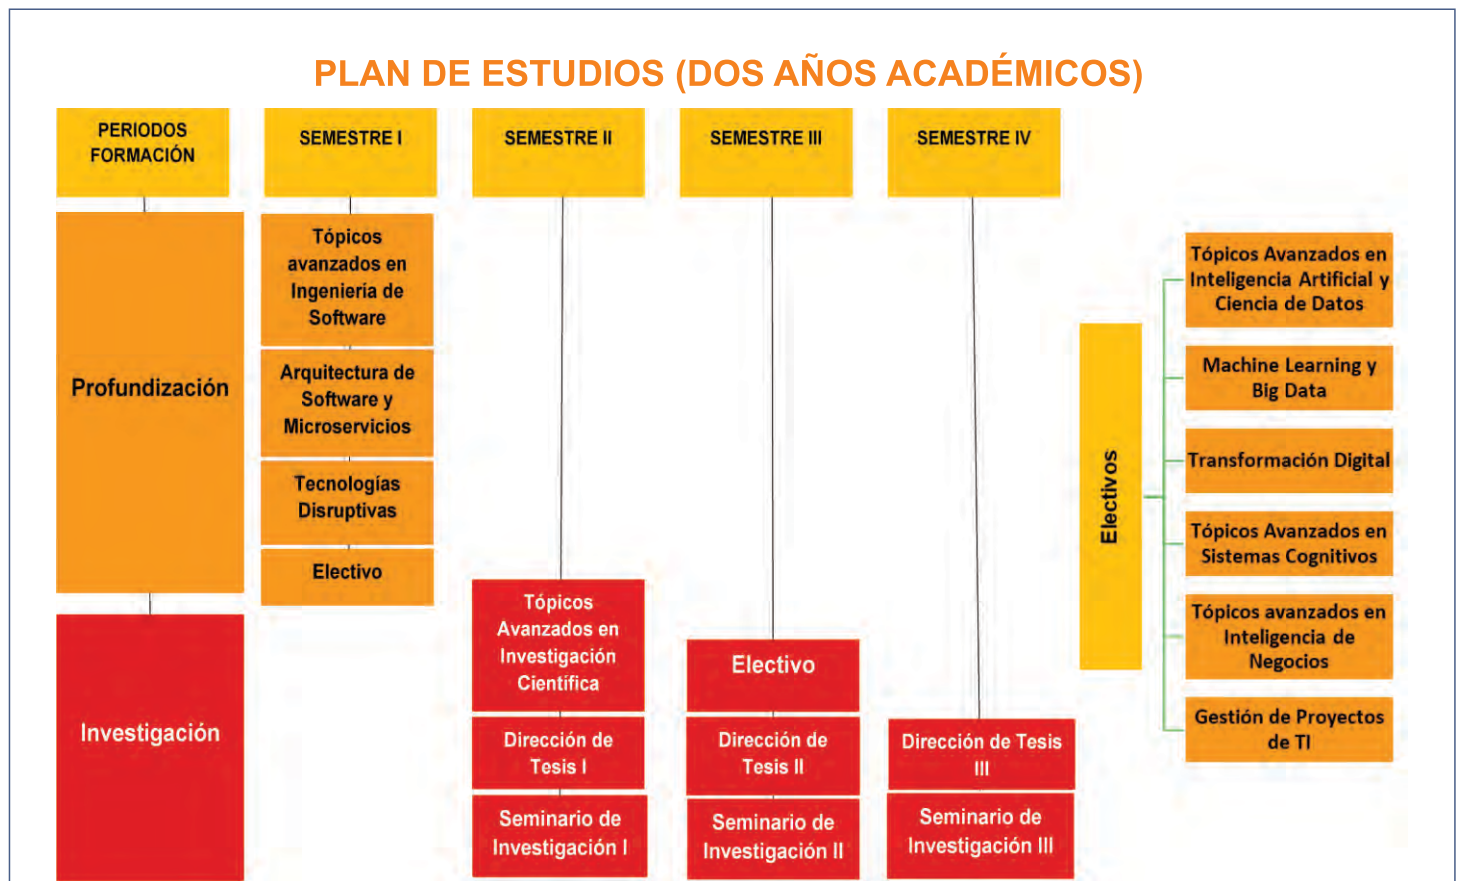 PLAN DE ESTUDIOS (DOS AÑOS ACADÉMICOS)
PERIODOS
FORMACIÓN
SEMESTRE I
SEMESTRE II
SEMESTRE III
SEMESTRE IV
Profundización
Tópicos
avanzados en
Ingeniería de
Software
Arquitectura de
Software y
Microservicios
Tecnologías
Disruptivas
Electivo
Investigación
Tópicos
Avanzados en
Investigación
Científica
Dirección de
Tesis I
Seminario de
Investigación I
Electivo
Dirección de
Tesis II
Seminario de
Investigación II
Dirección de Tesis
III
Seminario de
Investigación III
Electivos
Tópicos Avanzados en
Inteligencia Artificial y
Ciencia de Datos
Machine Learning y
Big Data
Transformación Digital
Tópicos Avanzados en
Sistemas Cognitivos
Tópicos avanzados en
Inteligencia de
Negocios
Gestión de Proyectos
de TI